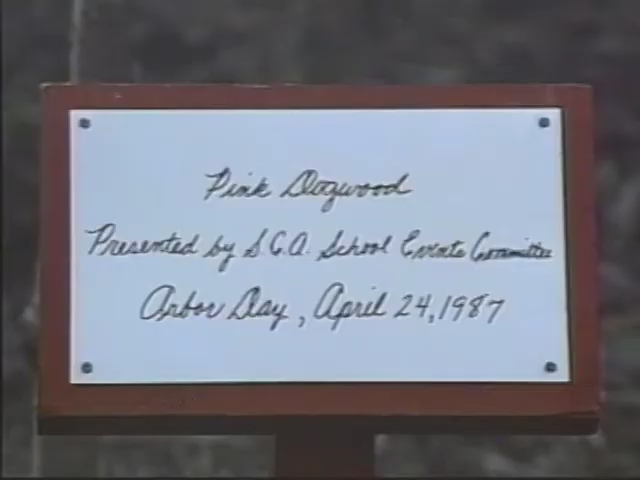 Pink Dogwood
Presented by S.C.A. School Events Committee
Arbor Day, April 24, 1987